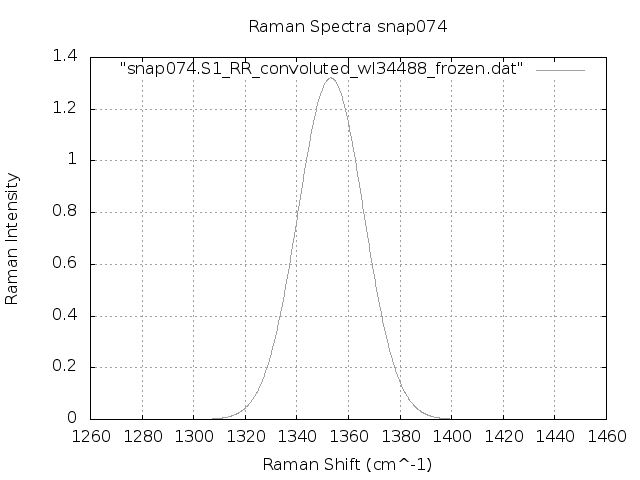 Raman Spectra snap074
"snap074.S1_RR_convoluted_wl34488_frozen.dat"
1.4
1.2
1
0.8
0.6
0.4
0.2
0
Raman Intensity
1260 1280 1300 1320 1340 1360 1380 1400 1420 1440 1460
Raman Shift (cm^-1)